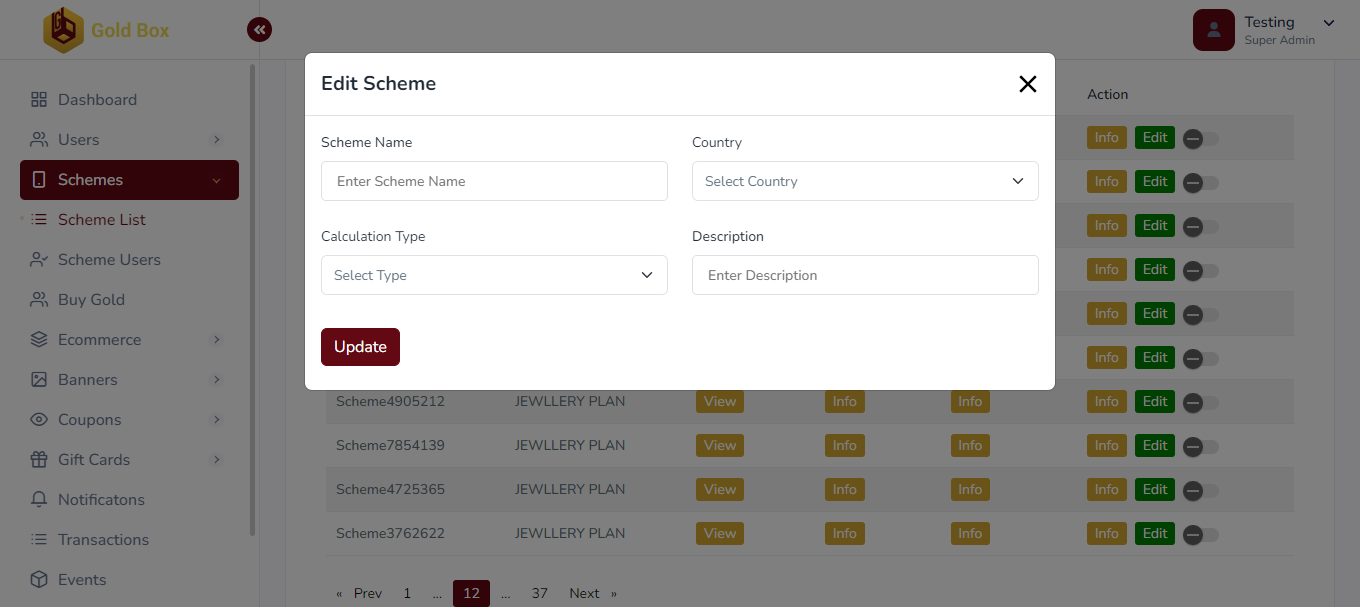 Gold Box
«
Testing
Super Admin
Dashboard
Users
Schemes
Scheme List
Scheme Users
Buy Gold
Ecommerce
Banners
Coupons
Gift Cards
Notificatons
Transactions
Events
Edit Scheme
Scheme Name
Country
Enter Scheme Name
Select Country
Calculation Type
Description
Select Type
Enter Description
Update
Action
Info Edit
Info Edit
Info Edit
Info Edit
Info Edit
Info Edit
Scheme4905212 JEWLLERY PLAN View Info Info Info Edit
Scheme7854139 JEWLLERY PLAN View Info Info Info Edit
Scheme4725365 JEWLLERY PLAN View Info Info Info Edit
Scheme3762622 JEWLLERY PLAN View Info Info Info Edit
« Prev 1 ... 12 ... 37 Next »